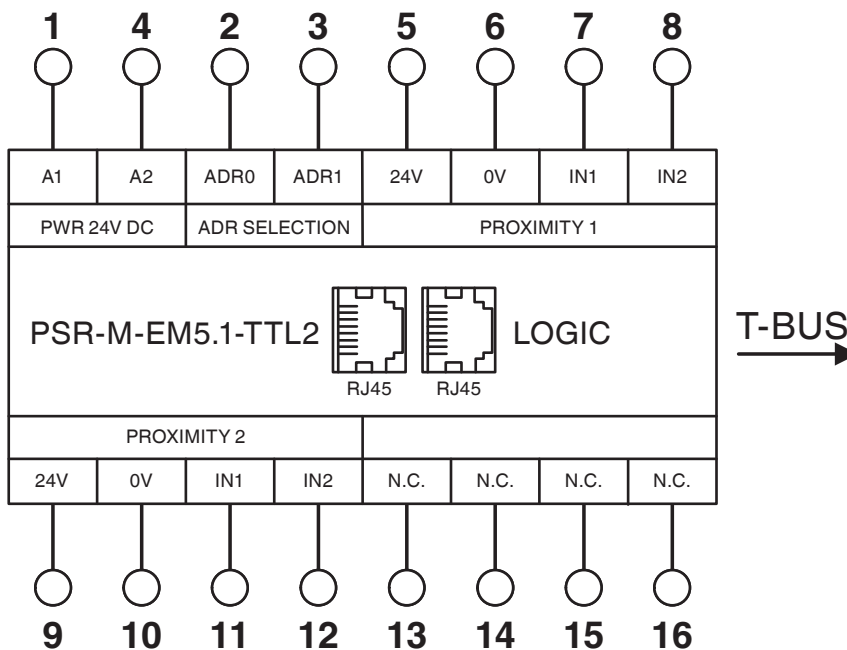 1 4 2 3 5 6 7 8
A1 A2 ADR0 ADR1 24V 0V IN1 IN2
PWR 24V DC ADR SELECTION PROXIMITY 1
PSR-M-EM5.1-TTL2 LOGIC T-BUS
RJ45 RJ45
PROXIMITY 2
24V 0V IN1 IN2 N.C. N.C. N.C. N.C.
9 10 11 12 13 14 15 16